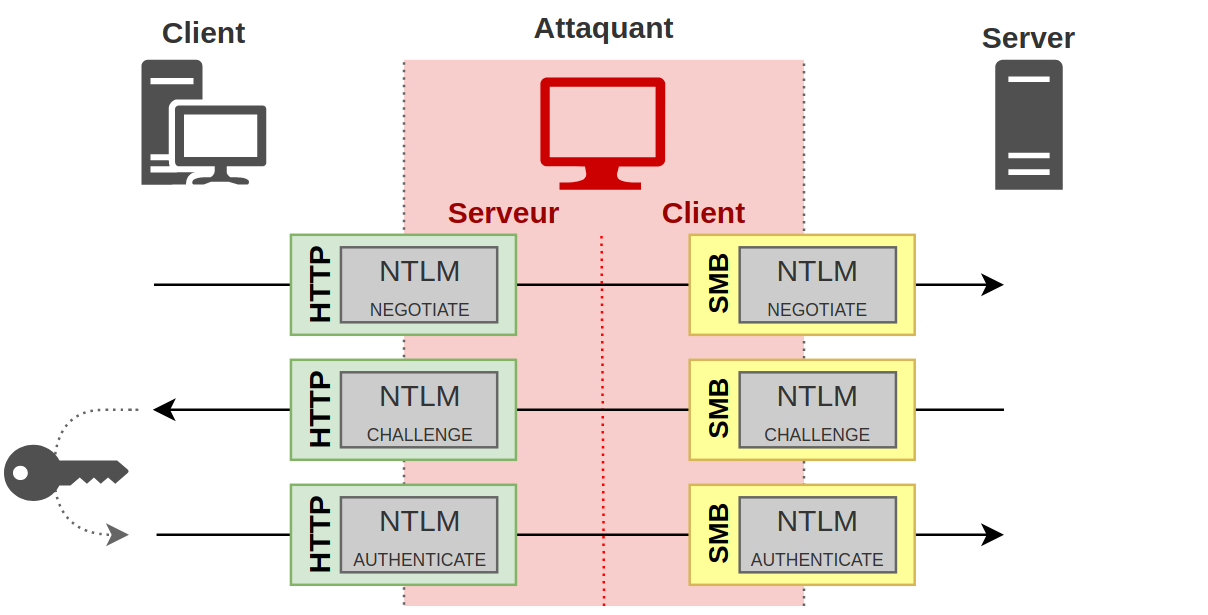 Client
Attaquant
Server
Serveur
Client
HTTP
NTLM
NEGOTIATE
SMB
NTLM
NEGOTIATE
HTTP
NTLM
CHALLENGE
SMB
NTLM
CHALLENGE
HTTP
NTLM
AUTHENTICATE
SMB
NTLM
AUTHENTICATE